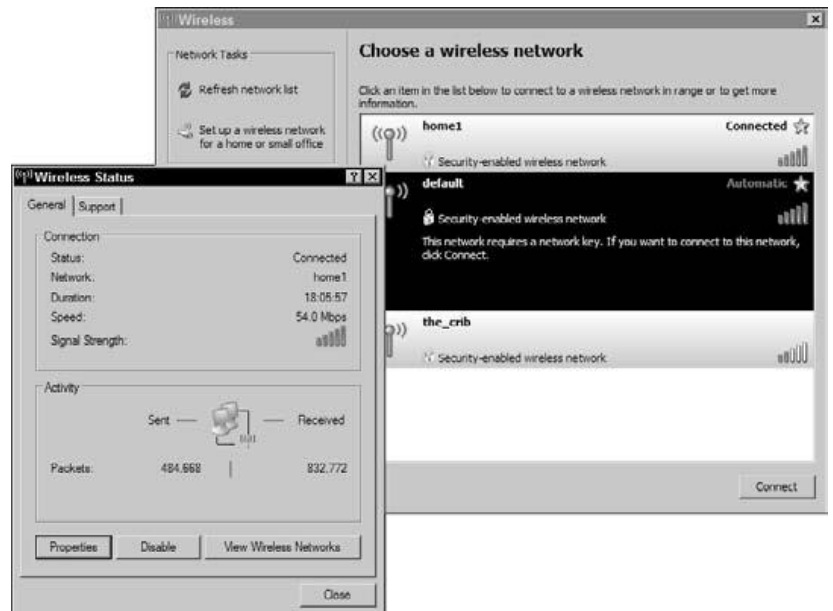 Wireless
Network Tasks
Refresh network list
Set up a wireless network
for a home or small office
Choose a wireless network
Click an item in the list below to connect to a wireless network in range or to get more
information.
home1
Connected
Security-enabled wireless network
default
Automatic
Security-enabled wireless network
This network requires a network key. If you want to connect to this network,
click Connect.
the_crib
Security-enabled wireless network
Connect
Wireless Status
General
Support
Connection
Status:
Connected
Network:
home1
Duration:
18:05:57
Speed:
54.0 Mbps
Signal Strength:
Activity
Sent
Received
Packets:
484.668
832.772
Properties
Disable
View Wireless Networks
Close